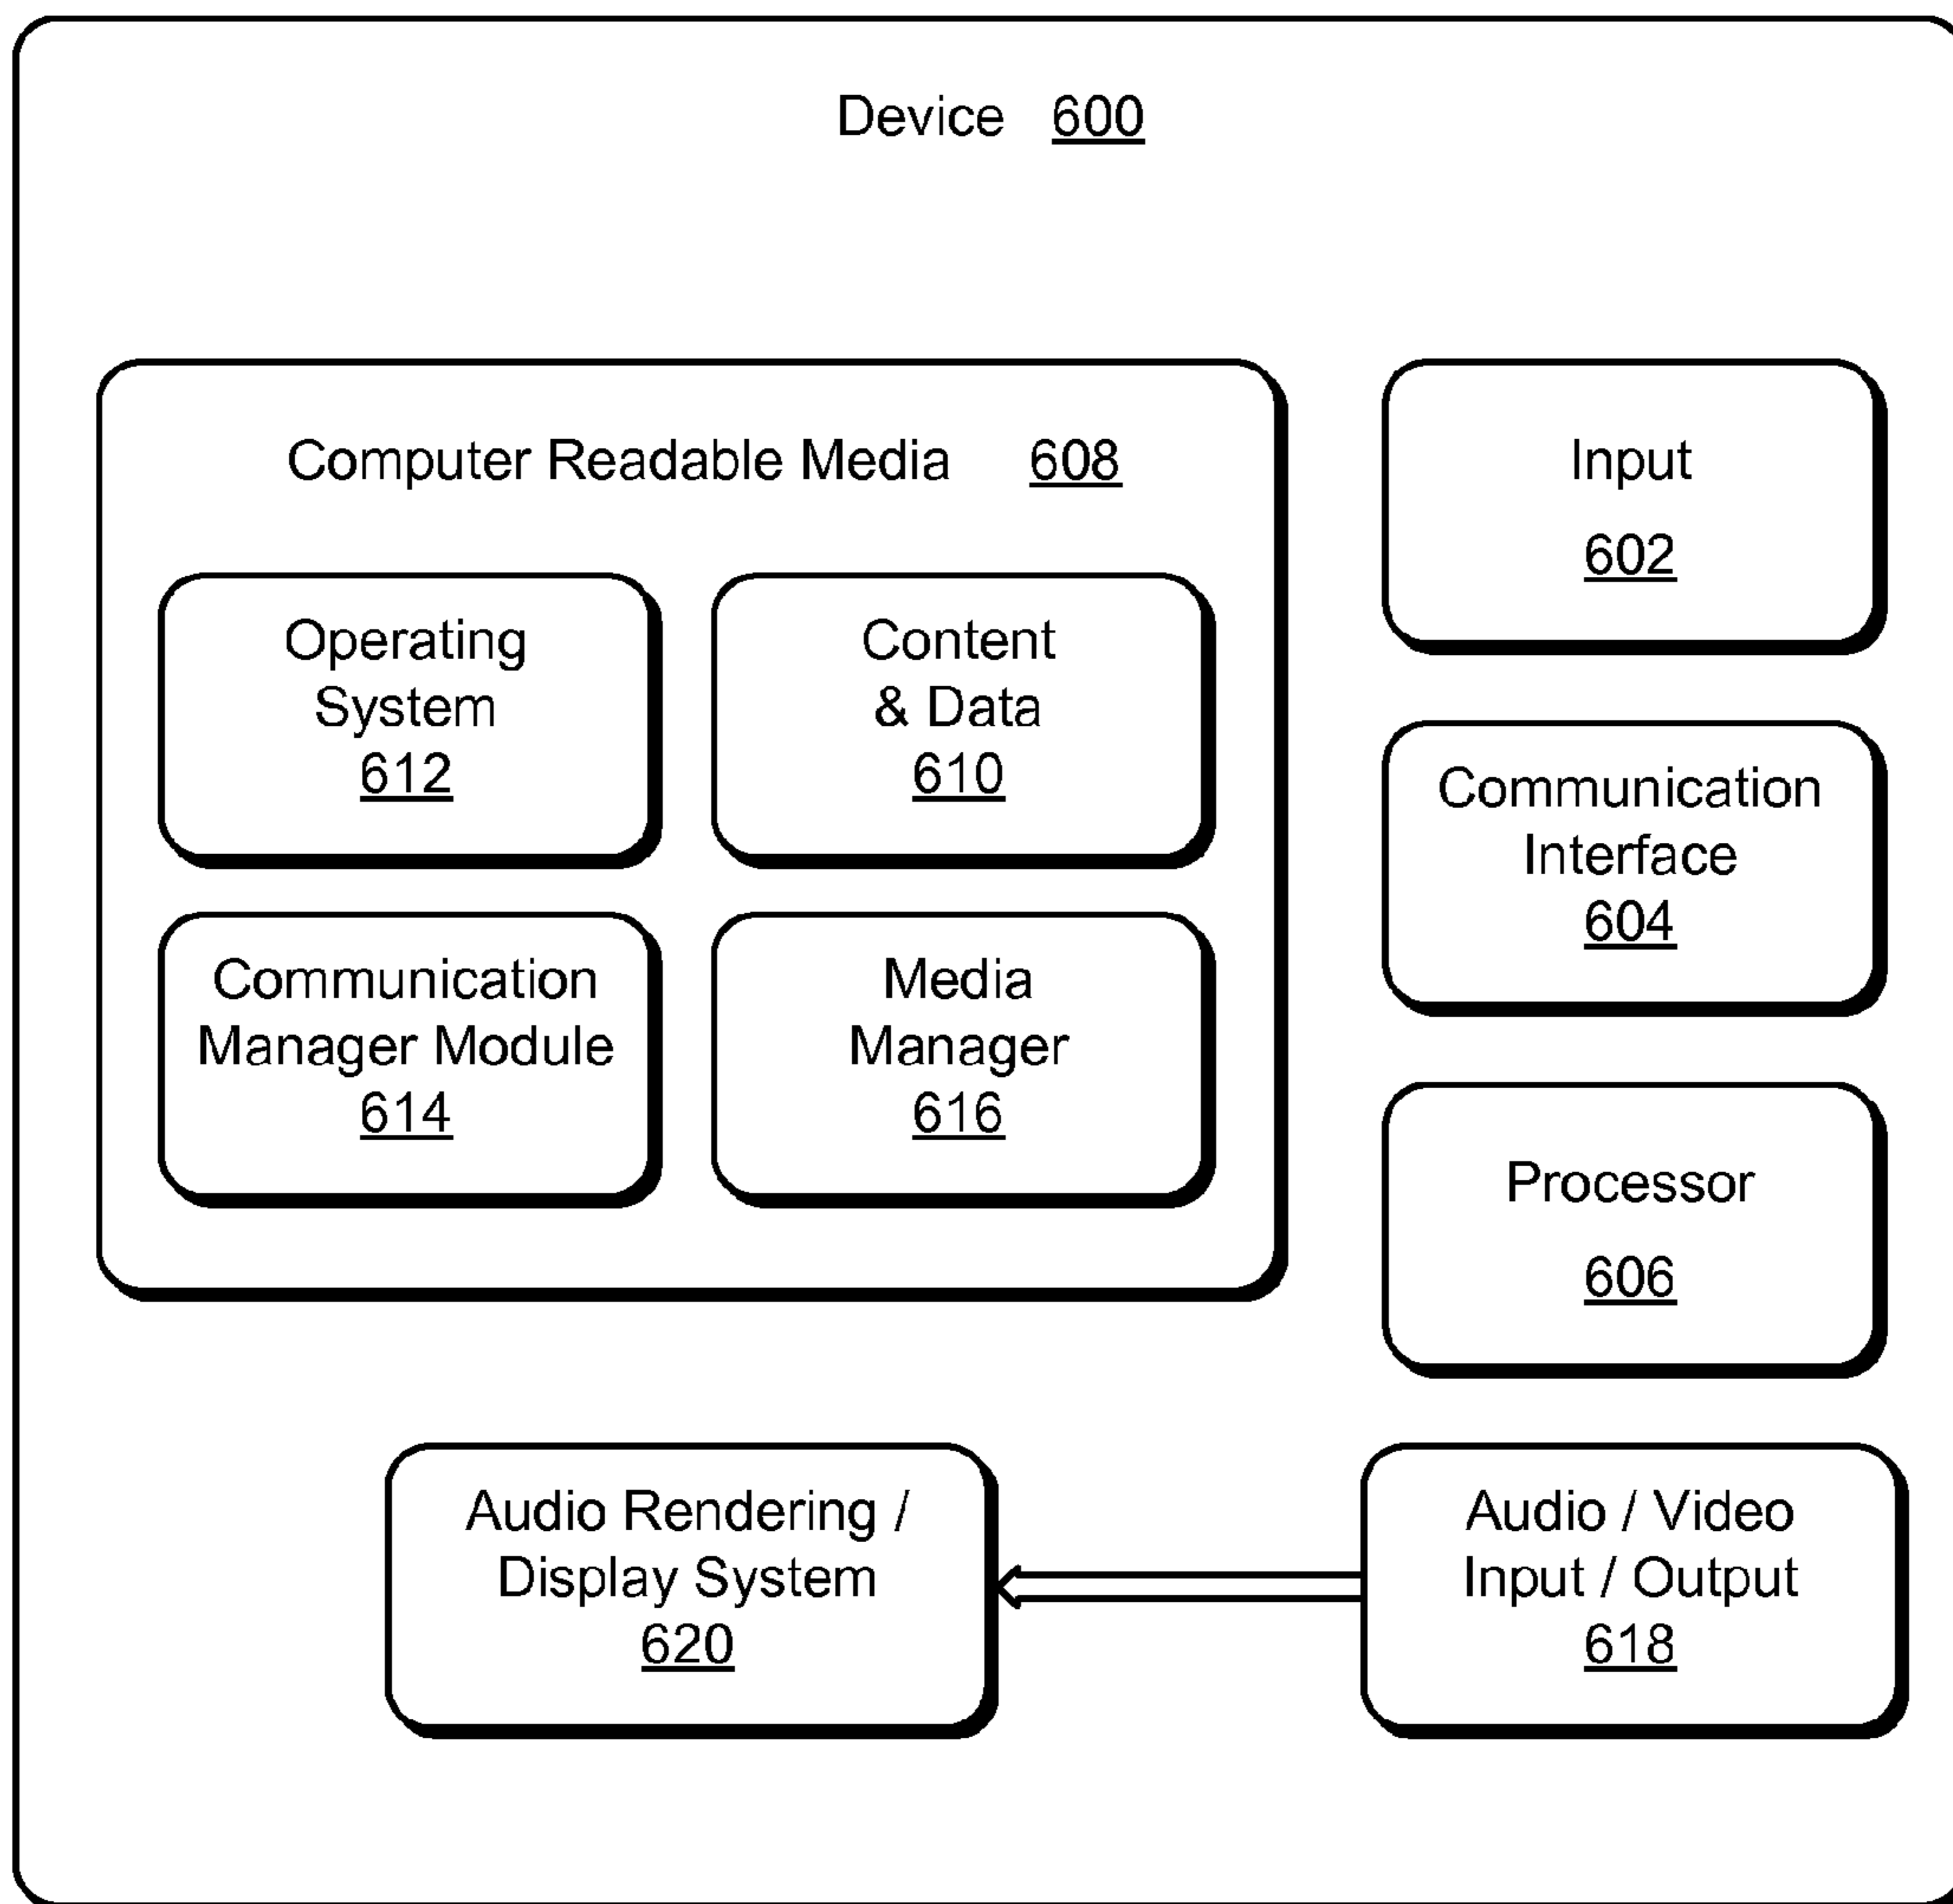 Device 600
Computer Readable Media 608
Operating
System
612
Content
& Data
610
Communication
Manager Module
614
Media
Manager
616
Input
602
Communication
Interface
604
Processor
606
Audio Rendering /
Display System
620
Audio / Video
Input / Output
618